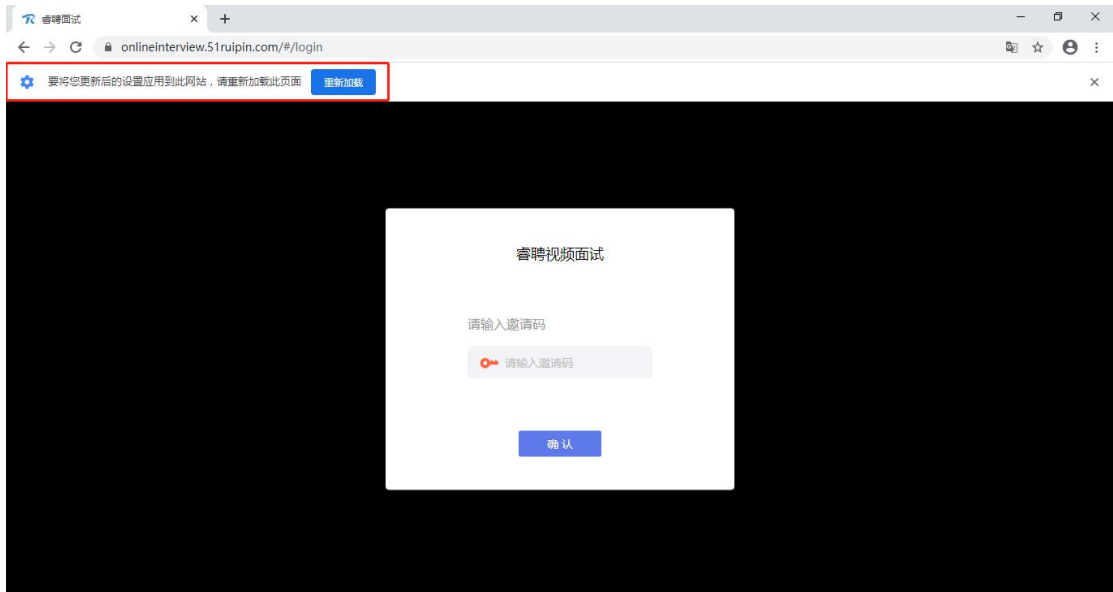 睿聘面试
onlineinterview.51ruipin.com/#/login
要将您更新后的设置应用到此网站，请重新加载此页面 重新加载
睿聘视频面试
请输入邀请码
请输入邀请码
确 认